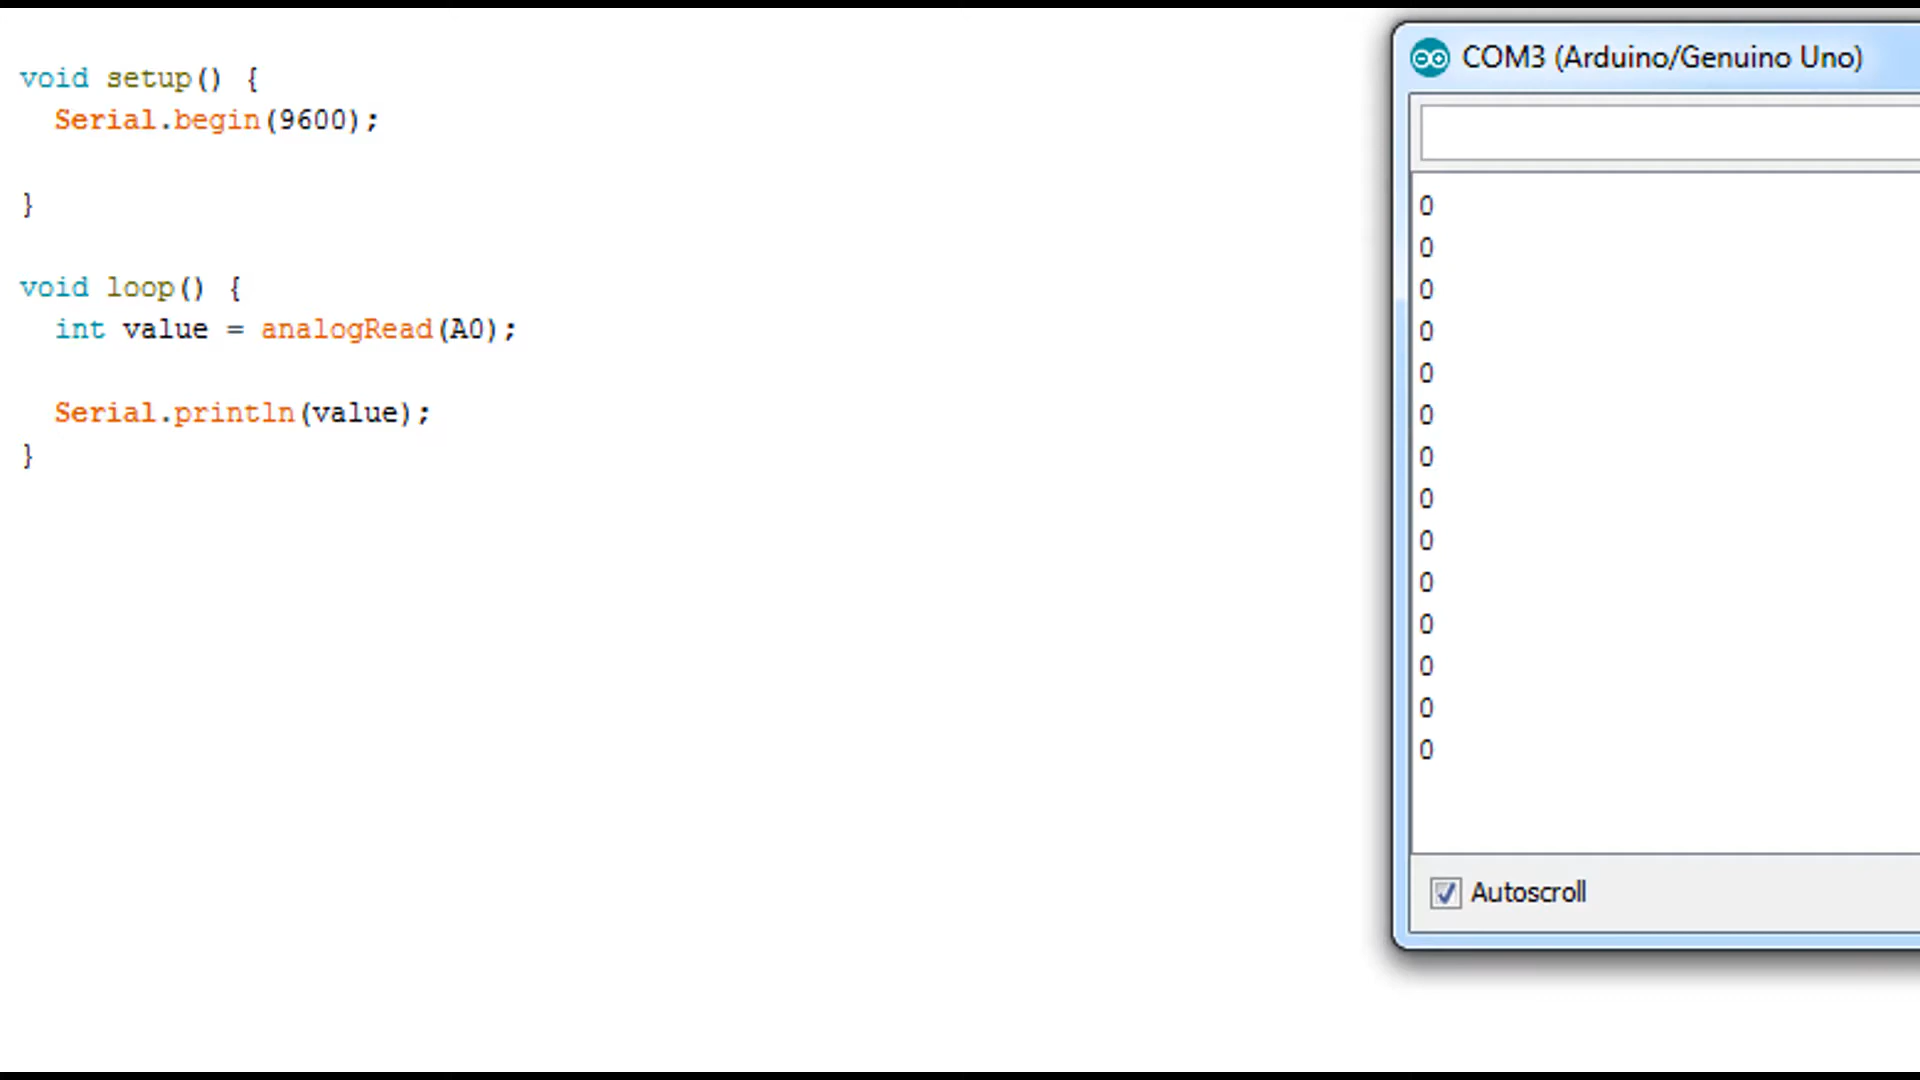 void setup() {
  Serial.begin(9600);
}
void loop() {
  int value = analogRead(A0);
  Serial.println(value);
}
COM3 (Arduino/Genuino Uno)
0
0
0
0
0
0
0
0
0
0
0
0
0
0
Autoscroll